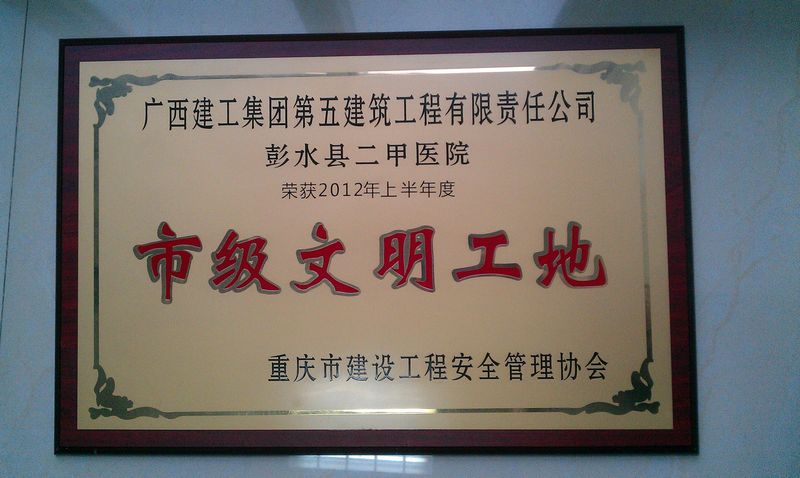 广西建工集团第五建筑工程有限责任公司
彭水县二甲医院
荣获2012年上半年度
市级文明工地
重庆市建设工程安全管理协会